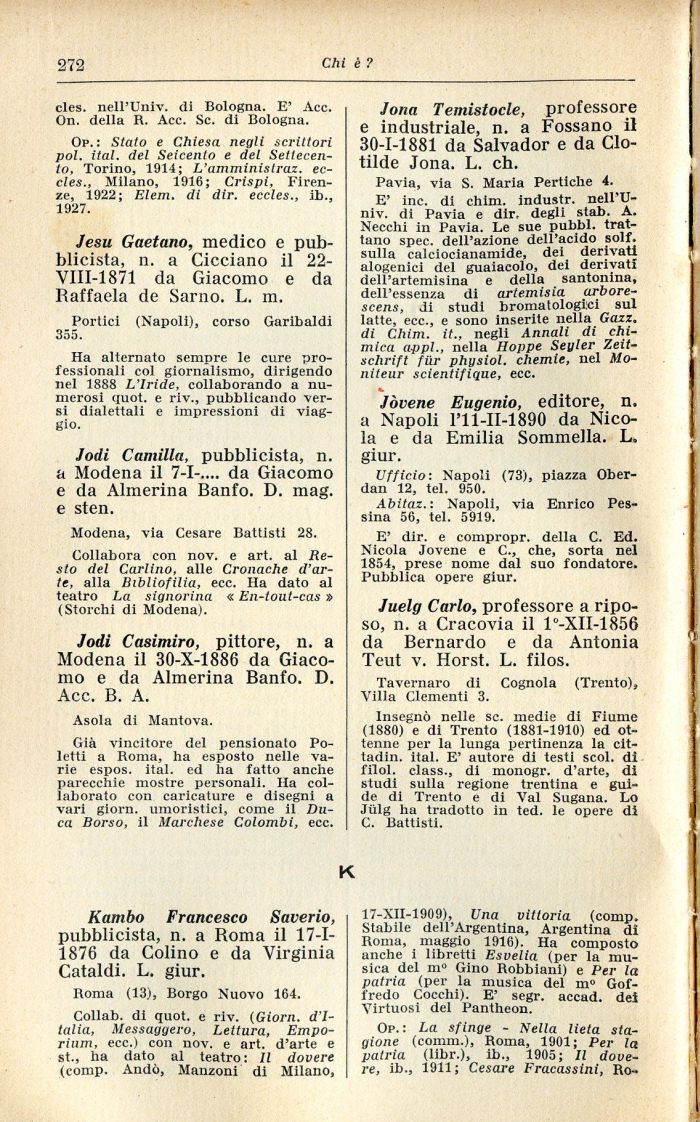 272
Chi è ?
cles. nell'Univ. di Bologna. E' Acc.
On. della R. Acc. Sc. di Bologna.
OP.: Stato e Chiesa negli scrittori
pol. ital. del Seicento e del Settecen-
to, Torino, 1914; L'amministraz. ec-
cles., Milano, 1916; Crispi, Firen-
ze, 1922; Elem. di dir. eccles., ib.,
1927.
Jesu Gaetano, medico e pub-
blicista, n. a Cicciano il 22-
VIII-1871 da Giacomo e da
Raffaela de Sarno. L. m.
Portici (Napoli), corso Garibaldi
355.
Ha alternato sempre le cure pro-
fessionali col giornalismo, dirigendo
nel 1888 L'Iride, collaborando a nu-
merosi quot. e riv., pubblicando ver-
si dialettali e impressioni di viag-
gio.
Jodi Camilla, pubblicista, n.
a Modena il 7-I-.... da Giacomo
e da Almerina Banfo. D. mag.
e sten.
Modena, via Cesare Battisti 28.
Collabora con nov. e art. al Re-
sto del Carlino, alle Cronache d'ar-
te, alla Bibliofilia, ecc. Ha dato al
teatro La signorina « En-tout-cas »
(Storchi di Modena).
Jodi Casimiro, pittore, n. a
Modena il 30-X-1886 da Giaco-
mo e da Almerina Banfo. D.
Acc. B. A.
Asola di Mantova.
Già vincitore del pensionato Po-
letti a Roma, ha esposto nelle va-
rie espos. ital. ed ha fatto anche
parecchie mostre personali. Ha col-
laborato con caricature e disegni a
vari giorn. umoristici, come il Du-
ca Borso, il Marchese Colombi, ecc.
Jona Temistocle, professore
e industriale, n. a Fossano il
30-I-1881 da Salvador e da Clo-
tilde Jona. L. ch.
Pavia, via S. Maria Pertiche 4.
E' inc. di chim. industr. nell'U-
niv. di Pavia e dir. degli stab. A.
Necchi in Pavia. Le sue pubbl. trat-
tano spec. dell'azione dell'acido solf.
sulla calciocianamide, dei derivati
alogenici del guaiacolo, dei derivati
dell'artemisina e della santonina,
dell'essenza di artemisia arbore-
scens, di studi bromatologici sul
latte, ecc., e sono inserite nella Gazz.
di Chim. it., negli Annali di chi-
mica appl., nella Hoppe Seyler Zeit-
schrift für physiol. chemie, nel Mo-
niteur scientifique, ecc.
Jòvene Eugenio, editore, n.
a Napoli l'11-II-1890 da Nico-
la e da Emilia Sommella. L.
giur.
Ufficio: Napoli (73), piazza Ober-
dan 12, tel. 950.
Abitaz.: Napoli, via Enrico Pes-
sina 56, tel. 5919.
E' dir. e compropr. della C. Ed.
Nicola Jovene e C., che, sorta nel
1854, prese nome dal suo fondatore.
Pubblica opere giur.
Juelg Carlo, professore a ripo-
so, n. a Cracovia il 1º-XII-1856
da Bernardo e da Antonia
Teut v. Horst. L. filos.
Tavernaro di Cognola (Trento),
Villa Clementi 3.
Insegnò nelle sc. medie di Fiume
(1880) e di Trento (1881-1910) ed ot-
tenne per la lunga pertinenza la cit-
tadin. ital. E' autore di testi scol. di
filol. class., di monogr. d'arte, di
studi sulla regione trentina e gui-
de di Trento e di Val Sugana. Lo
Jülg ha tradotto in ted. le opere di
C. Battisti.
K
Kambo Francesco Saverio,
pubblicista, n. a Roma il 17-I-
1876 da Colino e da Virginia
Cataldi. L. giur.
Roma (13), Borgo Nuovo 164.
Collab. di quot. e riv. (Giorn. d'I-
talia, Messaggero, Lettura, Empo-
rium, ecc.) con nov. e art. d'arte e
st., ha dato al teatro: Il dovere
(comp. Andò, Manzoni di Milano,
17-XII-1909), Una vittoria (comp.
Stabile dell'Argentina, Argentina di
Roma, maggio 1916). Ha composto
anche i libretti Esvelia (per la mu-
sica del mº Gino Robbiani) e Per la
patria (per la musica del mº Gof-
fredo Cocchi). E' segr. accad. dei
Virtuosi del Pantheon.
OP.: La sfinge - Nella lieta sta-
gione (comm.), Roma, 1901; Per la
patria (libr.), ib., 1905; Il dove-
re, ib., 1911; Cesare Fracassini, Ro-